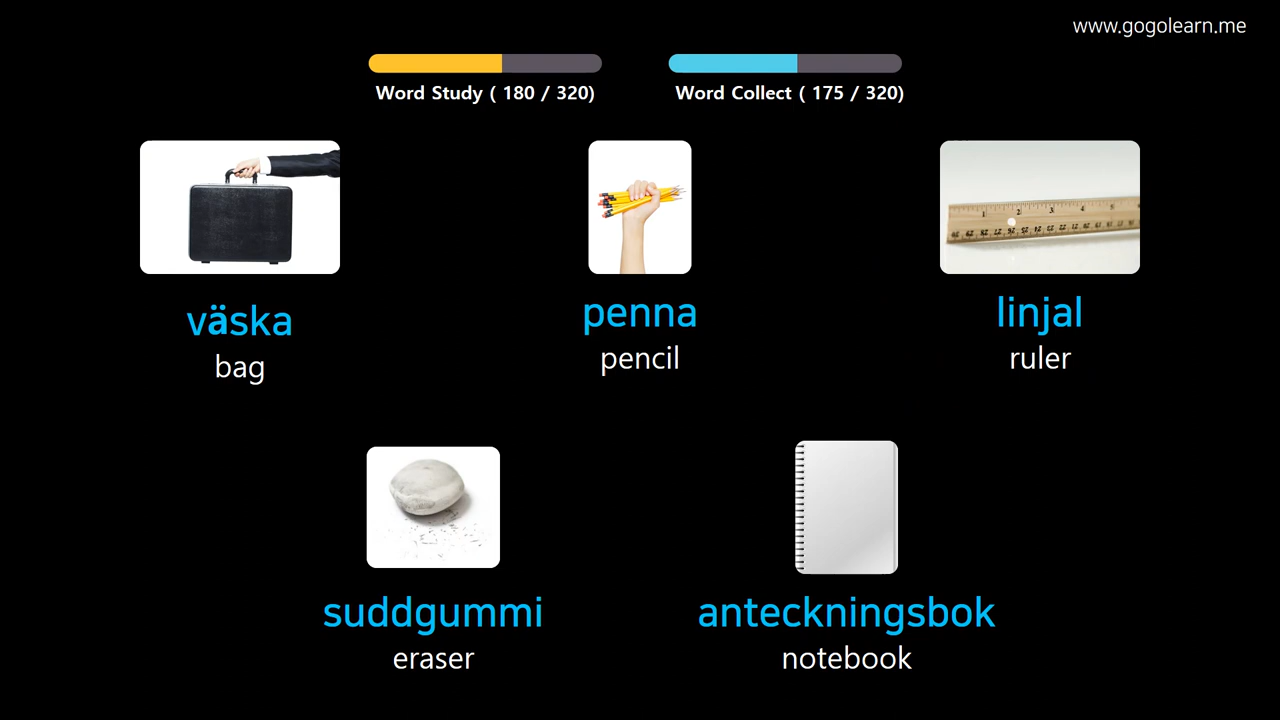 www.gogolearn.me
Word Study ( 180 / 320)
Word Collect ( 175 / 320)
väska
bag
penna
pencil
linjal
ruler
suddgummi
eraser
anteckningsbok
notebook